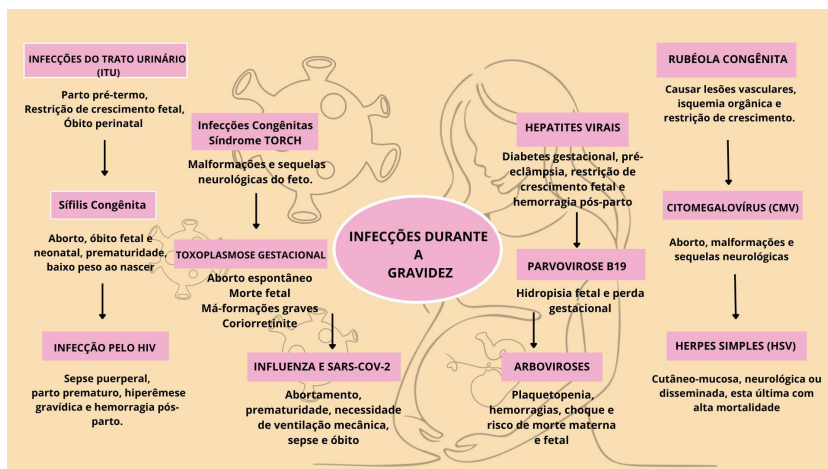 INFECÇÕES DO TRATO URINÁRIO
(ITU)
Parto pré-termo,
Restrição de crescimento fetal,
Óbito perinatal
Sífilis Congênita
Aborto, óbito fetal e
neonatal, prematuridade,
baixo peso ao nascer
INFECÇÃO PELO HIV
Sepse puerperal,
parto prematuro, hiperêmese
gravídica e hemorragia pós-
parto.
Infecções Congênitas
Síndrome TORCH
Malformações e sequelas
neurológicas do feto.
TOXOPLASMOSE GESTACIONAL
Aborto espontâneo
Morte fetal
Má-formações graves
Coriorretinite
INFLUENZA E SARS-COV-2
Abortamento,
prematuridade, necessidade
de ventilação mecânica,
sepse e óbito
INFECÇÕES DURANTE
A
GRAVIDEZ
HEPATITES VIRAIS
Diabetes gestacional, pré-
eclâmpsia, restrição de
crescimento fetal e
hemorragia pós-parto
PARVOVIROSE B19
Hidropisia fetal e perda
gestacional
ARBOVIROSES
Plaquetopenia,
hemorragias, choque e
risco de morte materna
e fetal
RUBÉOLA CONGÊNITA
Causar lesões vasculares,
isquemia orgânica e
restrição de crescimento.
CITOMEGALOVÍRUS (CMV)
Aborto, malformações e
sequelas neurológicas
HERPES SIMPLES (HSV)
Cutâneo-mucosa, neurológica ou
disseminada, esta última com
alta mortalidade